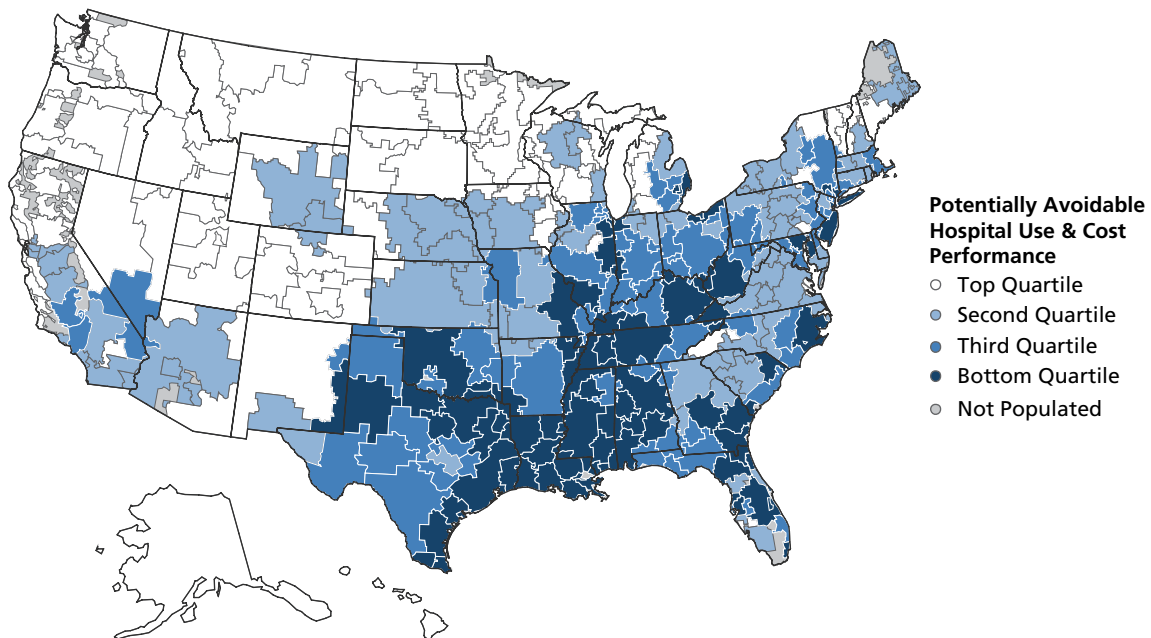 Potentially Avoidable
Hospital Use & Cost
Performance
Top Quartile
Second Quartile
Third Quartile
Bottom Quartile
Not Populated